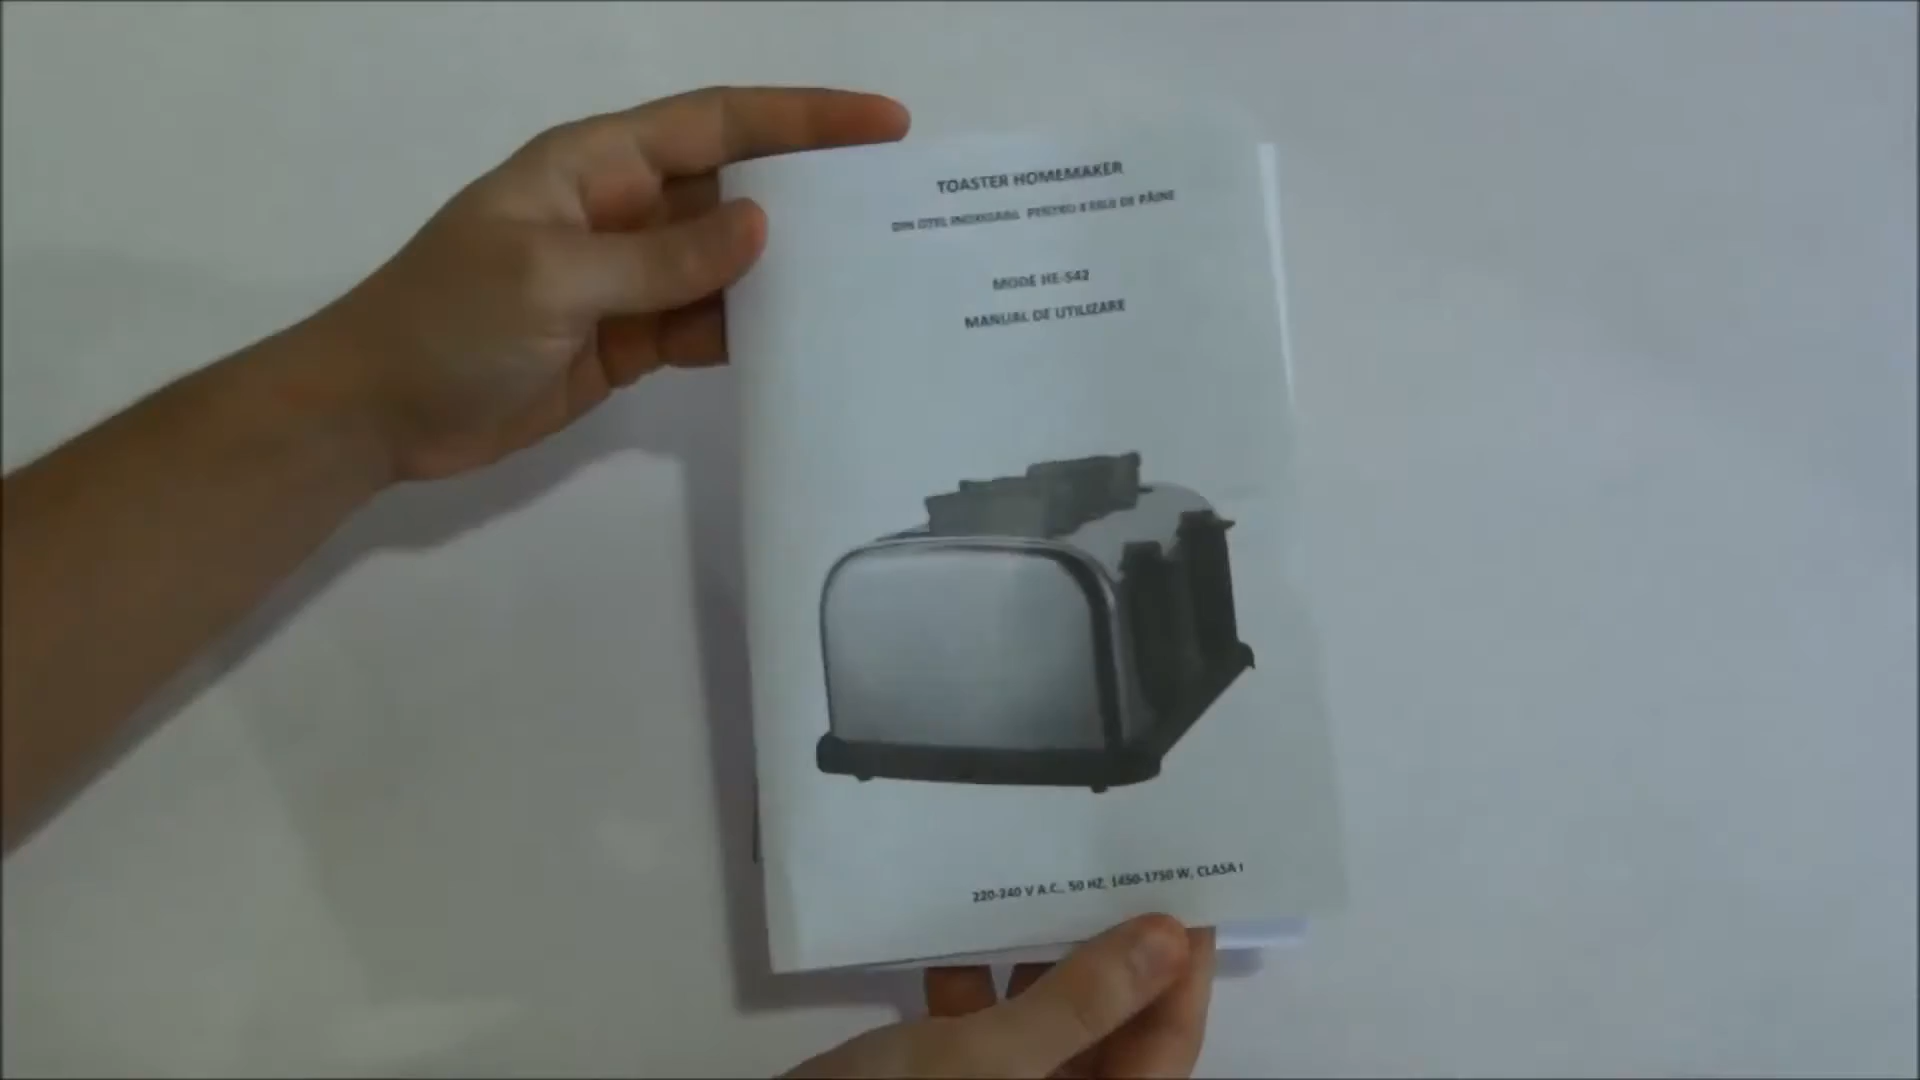 TOASTER HOMEMAKER
DIN OTEL INOXIDABIL PENTRU 4 FELII DE PÂINE
MODE HE-S42
MANUAL DE UTILIZARE
220-240 V A.C., 50 HZ, 1450-1750 W, CLASA I